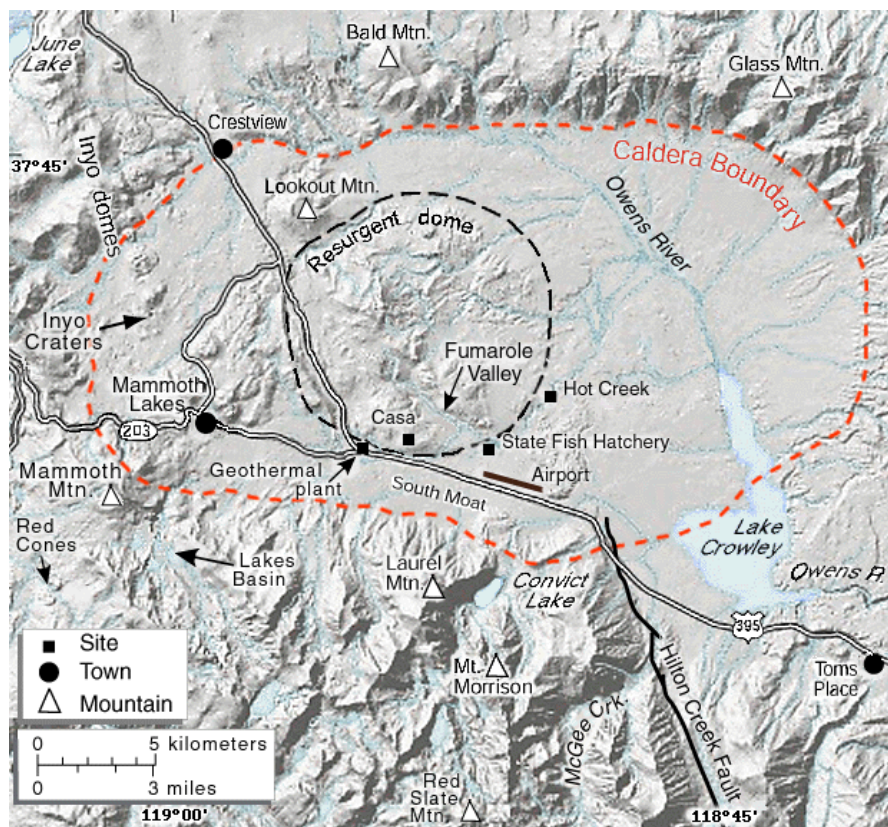 June
Lake
Bald Mtn.
Glass Mtn.
Crestview
37°45'
Inyo domes
Lookout Mtn.
Caldera Boundary
Resurgent dome
Owens River
Inyo
Craters
Fumarole
Valley
Mammoth
Lakes
Hot Creek
Casa
203
State Fish Hatchery
Geothermal
plant
Airport
Mammoth
Mtn.
South Moat
Red
Cones
Lakes
Basin
Laurel
Mtn.
Convict
Lake
Lake
Crowley
Owens R.
395
Site
Town
Mountain
Mt.
Morrison
Hilton Creek Fault
Toms
Place
McGee Crk.
0 5 kilometers
0 3 miles
Red
Slate Mtn.
119°00'
118°45'